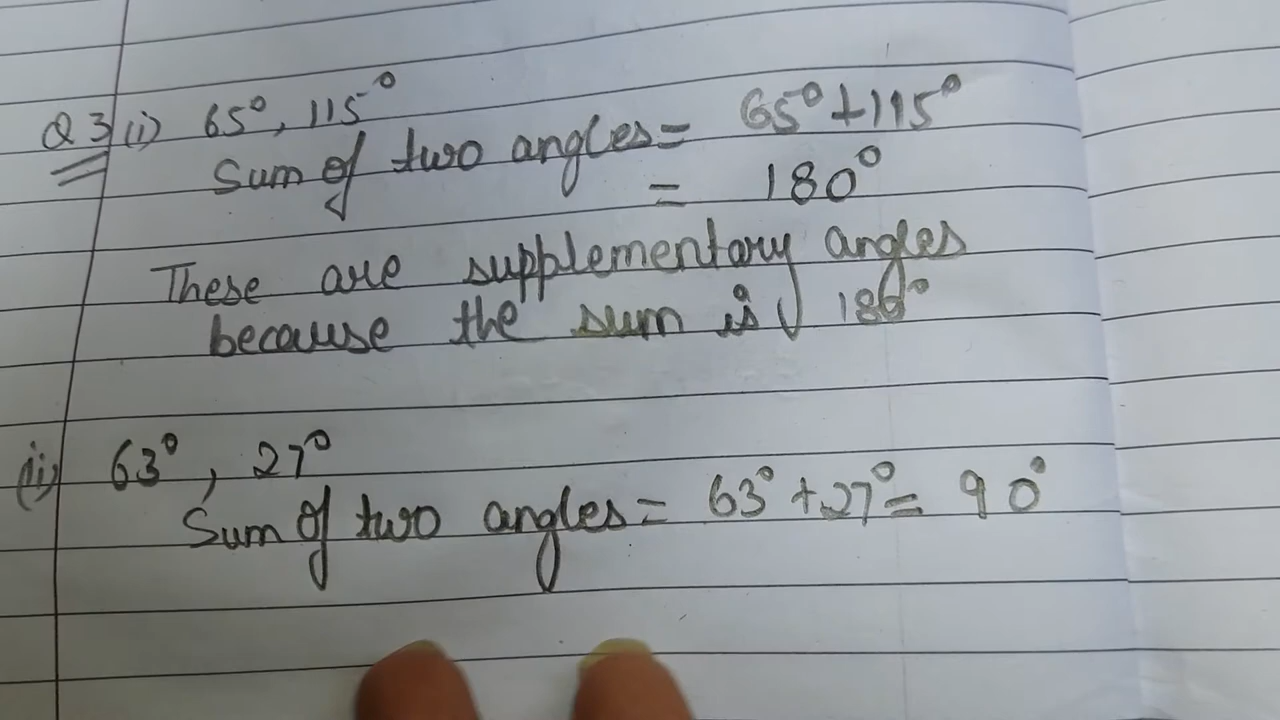 Q 3 (i) 65°, 115°
Sum of two angles = 65° + 115°
= 180°
These are supplementary angles
because the sum is 180°
(ii) 63° , 27°
Sum of two angles = 63° + 27° = 90°